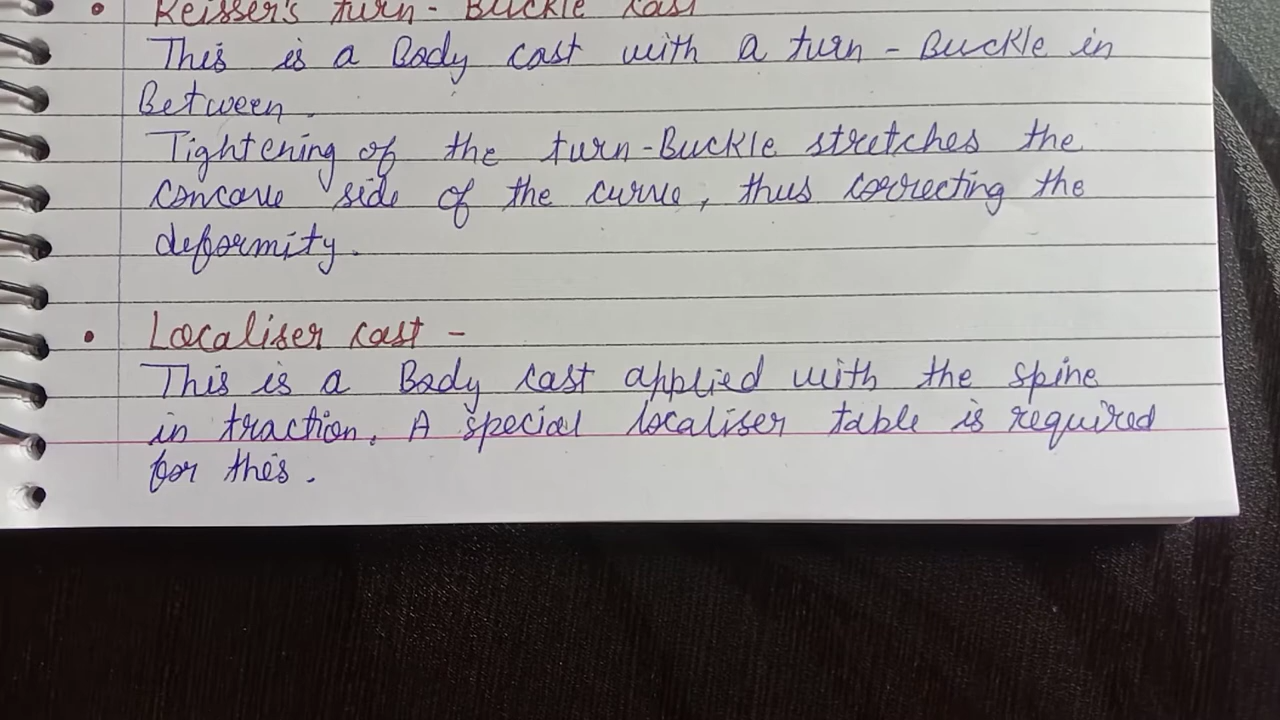 Reisser's turn - Buckle cast
This is a Body cast with a turn - Buckle in
Between.
Tightening of the turn-Buckle stretches the
concave side of the curve, thus correcting the
deformity.
Localiser cast -
This is a Body cast applied with the spine
in traction. A special localiser table is required
for this.